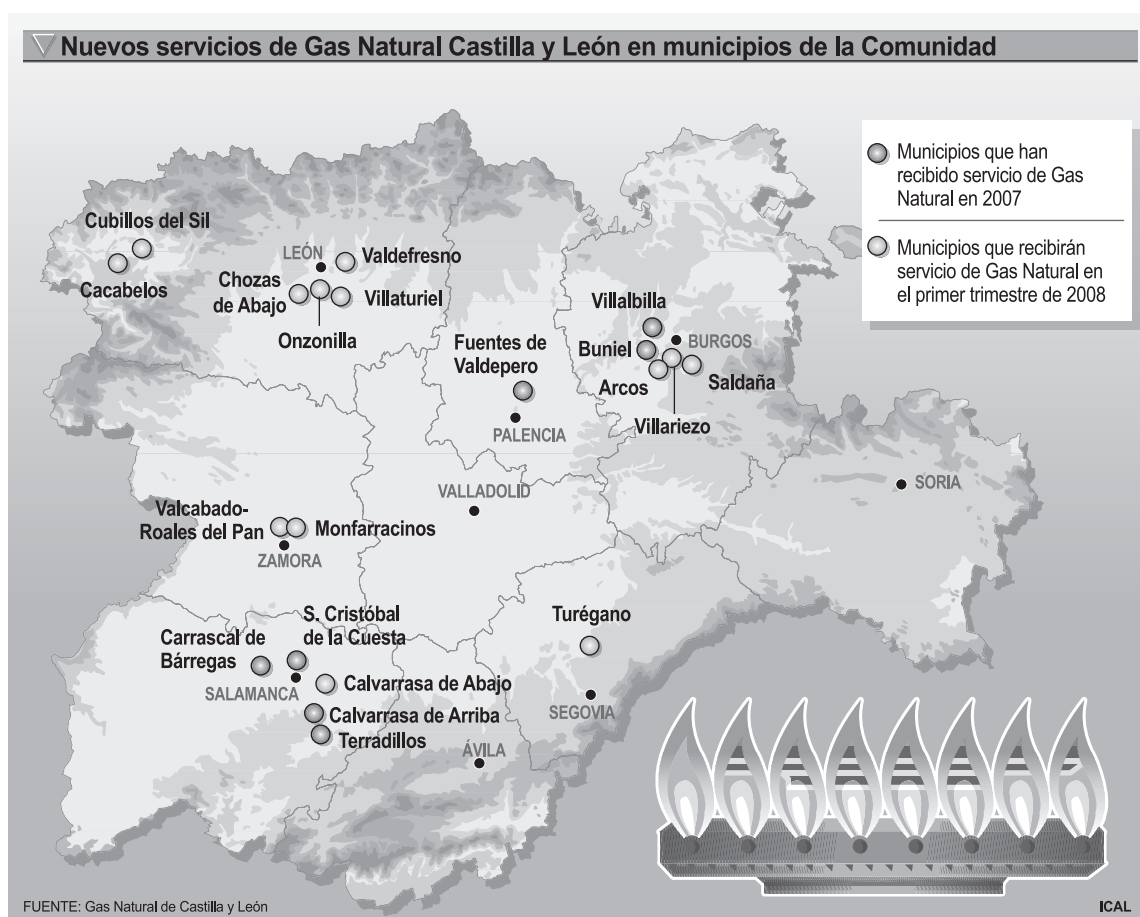 Nuevos servicios de Gas Natural Castilla y León en municipios de la Comunidad
Municipios que han
recibido servicio de Gas
Natural en 2007
Municipios que recibirán
servicio de Gas Natural en
el primer trimestre de 2008
Cubillos del Sil
Cacabelos
LEÓN
Valdefresno
Chozas
de Abajo
Villaturiel
Onzonilla
Fuentes de
Valdepero
PALENCIA
Villalbilla
BURGOS
Buniel
Arcos
Saldaña
Villariezo
SORIA
VALLADOLID
Valcabado-
Roales del Pan
Monfarracinos
ZAMORA
S. Cristóbal
de la Cuesta
Carrascal de
Bárregas
SALAMANCA
Calvarrasa de Abajo
Calvarrasa de Arriba
Terradillos
Turégano
SEGOVIA
ÁVILA
FUENTE: Gas Natural de Castilla y León
ICAL